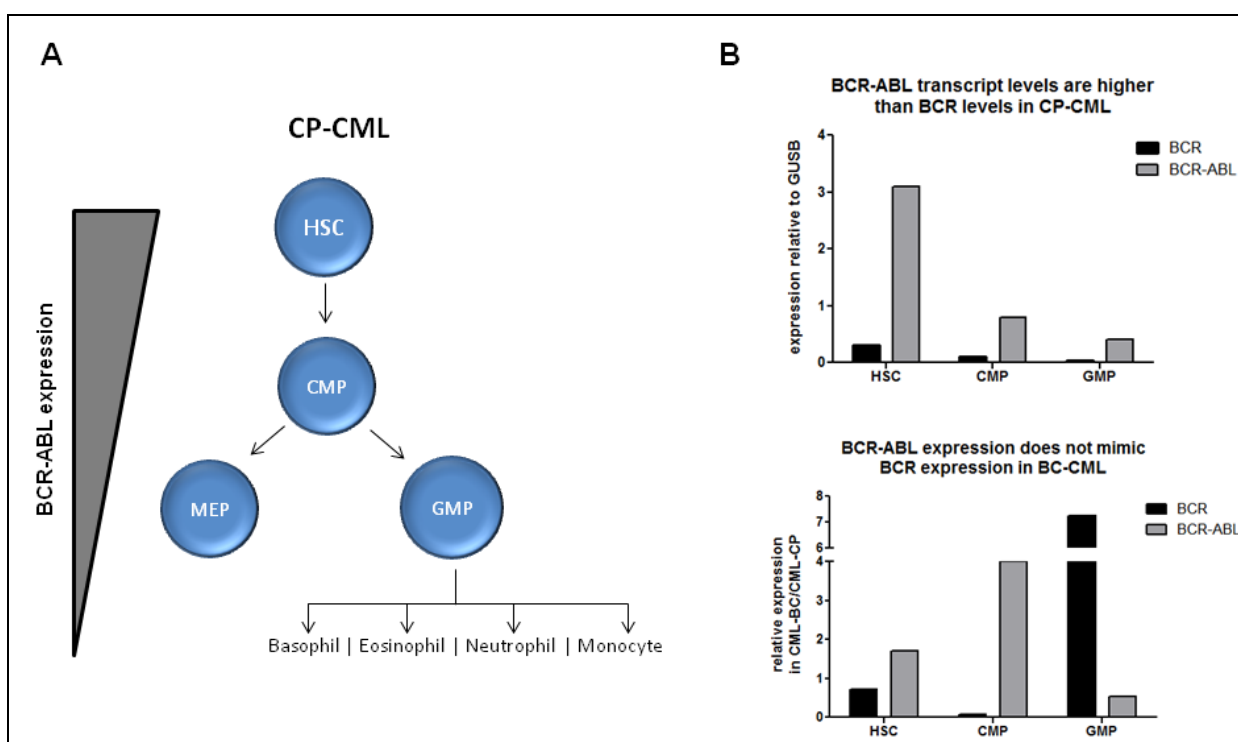 A
CP-CML
HSC
CMP
MEP
GMP
Basophil | Eosinophil | Neutrophil | Monocyte
BCR-ABL expression
B
BCR-ABL transcript levels are higher
than BCR levels in CP-CML
BCR
BCR-ABL
expression relative to GUSB
4
3
2
1
0
HSC
CMP
GMP
BCR-ABL expression does not mimic
BCR expression in BC-CML
BCR
BCR-ABL
relative expression
in CML-BC/CML-CP
8
7
6
4
3
2
1
0
HSC
CMP
GMP